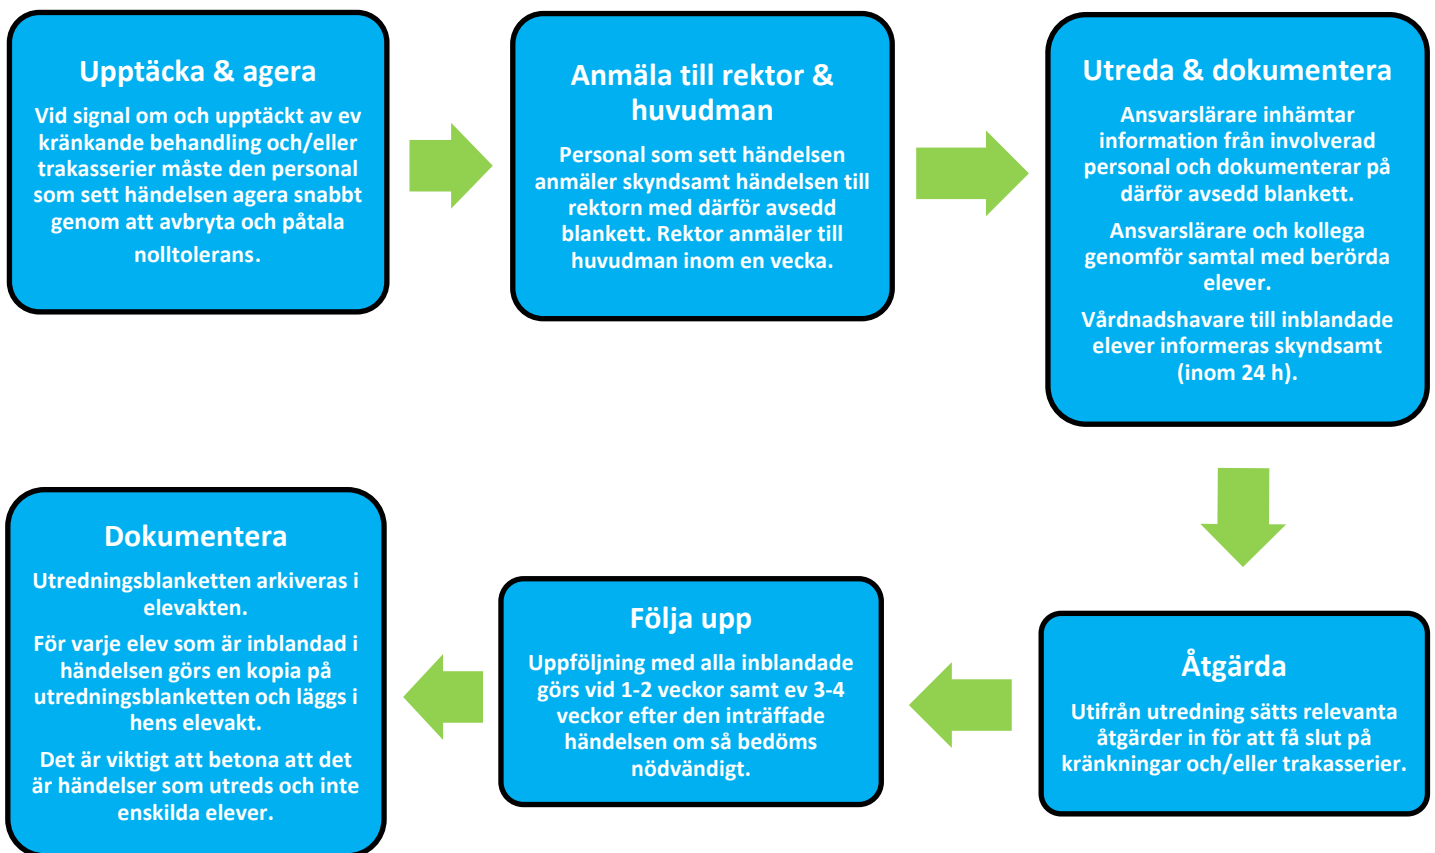 Upptäcka & agera
Vid signal om och upptäckt av ev
kränkande behandling och/eller
trakasserier måste den personal
som sett händelsen agera snabbt
genom att avbryta och påtala
nolltolerans.
Anmäla till rektor &
huvudman
Personal som sett händelsen
anmäler skyndsamt händelsen till
rektorn med därför avsedd
blankett. Rektor anmäler till
huvudman inom en vecka.
Utreda & dokumentera
Ansvarslärare inhämtar
information från involverad
personal och dokumenterar på
därför avsedd blankett.
Ansvarslärare och kollega
genomför samtal med berörda
elever.
Vårdnadshavare till inblandade
elever informeras skyndsamt
(inom 24 h).
Åtgärda
Utifrån utredning sätts relevanta
åtgärder in för att få slut på
kränkningar och/eller trakasserier.
Följa upp
Uppföljning med alla inblandade
görs vid 1-2 veckor samt ev 3-4
veckor efter den inträffade
händelsen om så bedöms
nödvändigt.
Dokumentera
Utredningsblanketten arkiveras i
elevakten.
För varje elev som är inblandad i
händelsen görs en kopia på
utredningsblanketten och läggs i
hens elevakt.
Det är viktigt att betona att det
är händelser som utreds och inte
enskilda elever.